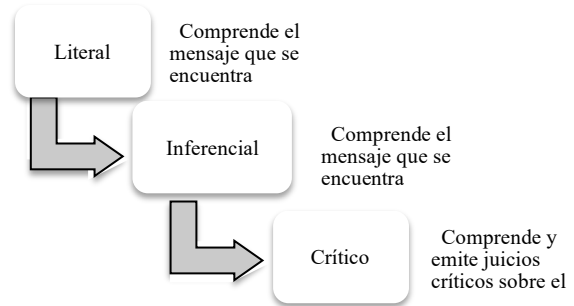 Literal
Comprende el
mensaje que se
encuentra
Inferencial
Comprende el
mensaje que se
encuentra
Crítico
Comprende y
emite juicios
críticos sobre el